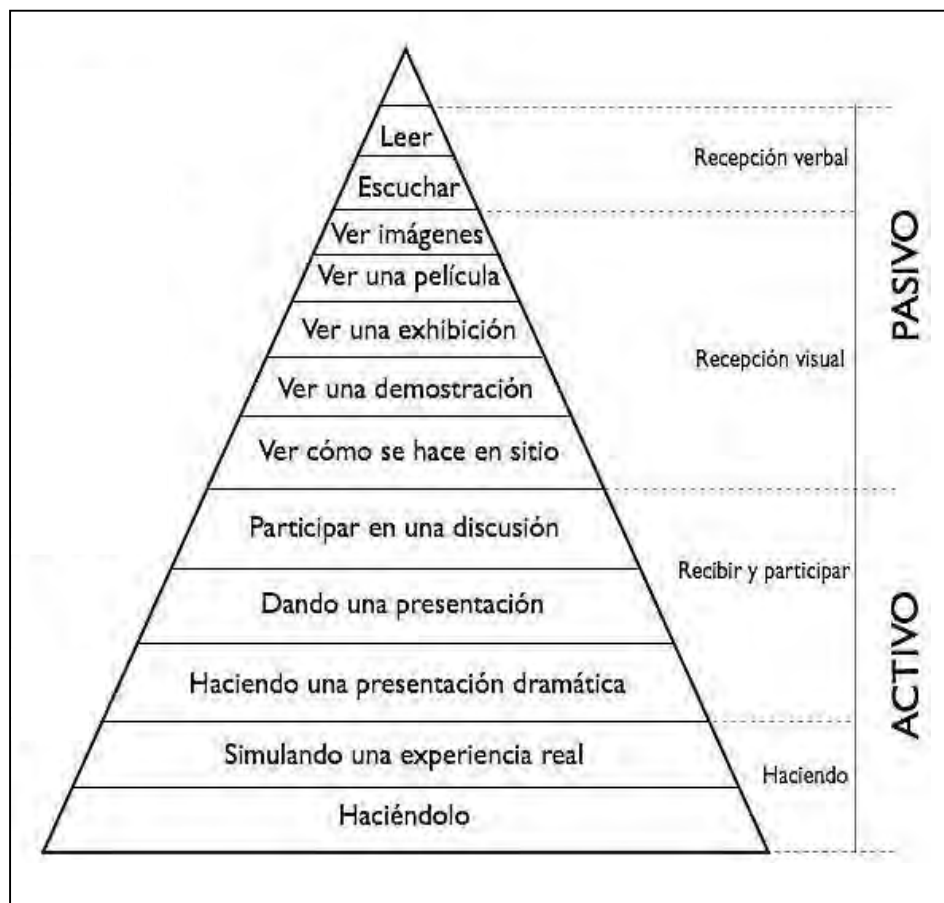 Leer
Escuchar
Ver imágenes
Ver una película
Ver una exhibición
Ver una demostración
Ver cómo se hace en sitio
Participar en una discusión
Dando una presentación
Haciendo una presentación dramática
Simulando una experiencia real
Haciéndolo
Recepción verbal
Recepción visual
Recibir y participar
Haciendo
PASIVO
ACTIVO